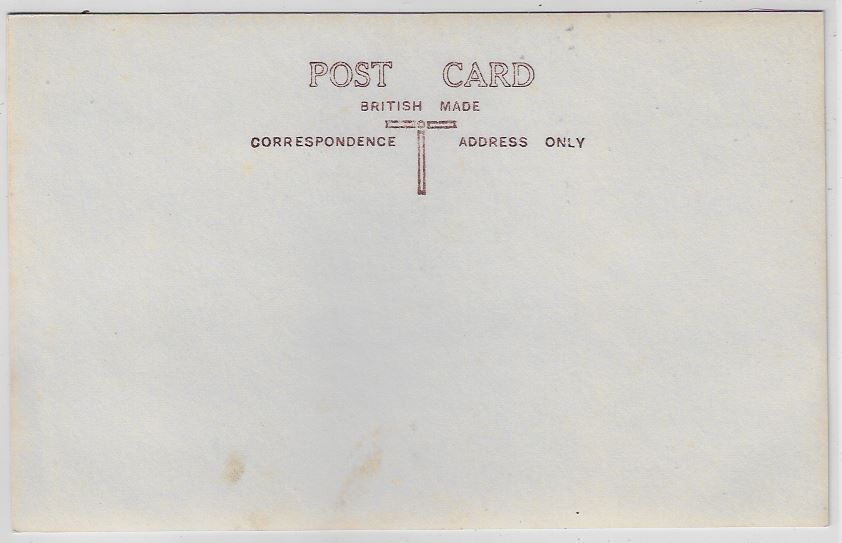 POST CARD
BRITISH MADE
CORRESPONDENCE ADDRESS ONLY